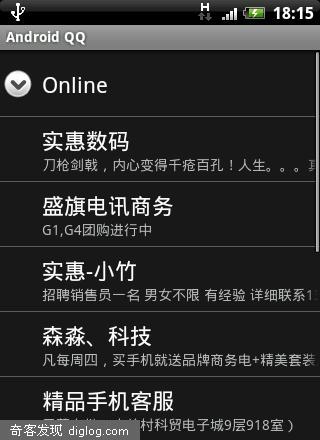 H
18:15
Android QQ
Online
实惠数码
刀枪剑戟，内心变得千疮百孔！人生。。。
盛旗电讯商务
G1,G4团购进行中
实惠-小竹
招聘销售员一名 男女不限 有经验 详细联系1
森淼、科技
凡每周四，买手机就送品牌商务电+精美套装
精品手机客服
村科贸电子城9层918室）
奇客发现 diglog.com